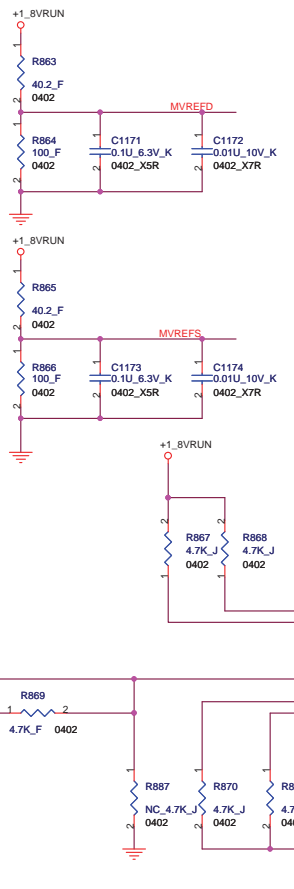 +1_8VRUN
1
R863
40.2_F
2
0402
MVREFD
1
R864
100_F
0402
2
1
C1171
0.1U_6.3V_K
2
0402_X5R
1
C1172
0.01U_10V_K
2
0402_X7R
+1_8VRUN
1
R865
40.2_F
2
0402
MVREFS
1
R866
100_F
0402
2
1
C1173
0.1U_6.3V_K
2
0402_X5R
1
C1174
0.01U_10V_K
2
0402_X7R
+1_8VRUN
2
R867
4.7K_J
0402
1
2
R868
4.7K_J
0402
1
R869
1
2
4.7K_F
0402
1
R887
NC_4.7K_J
2
0402
1
R870
4.7K_J
2
0402
1
2